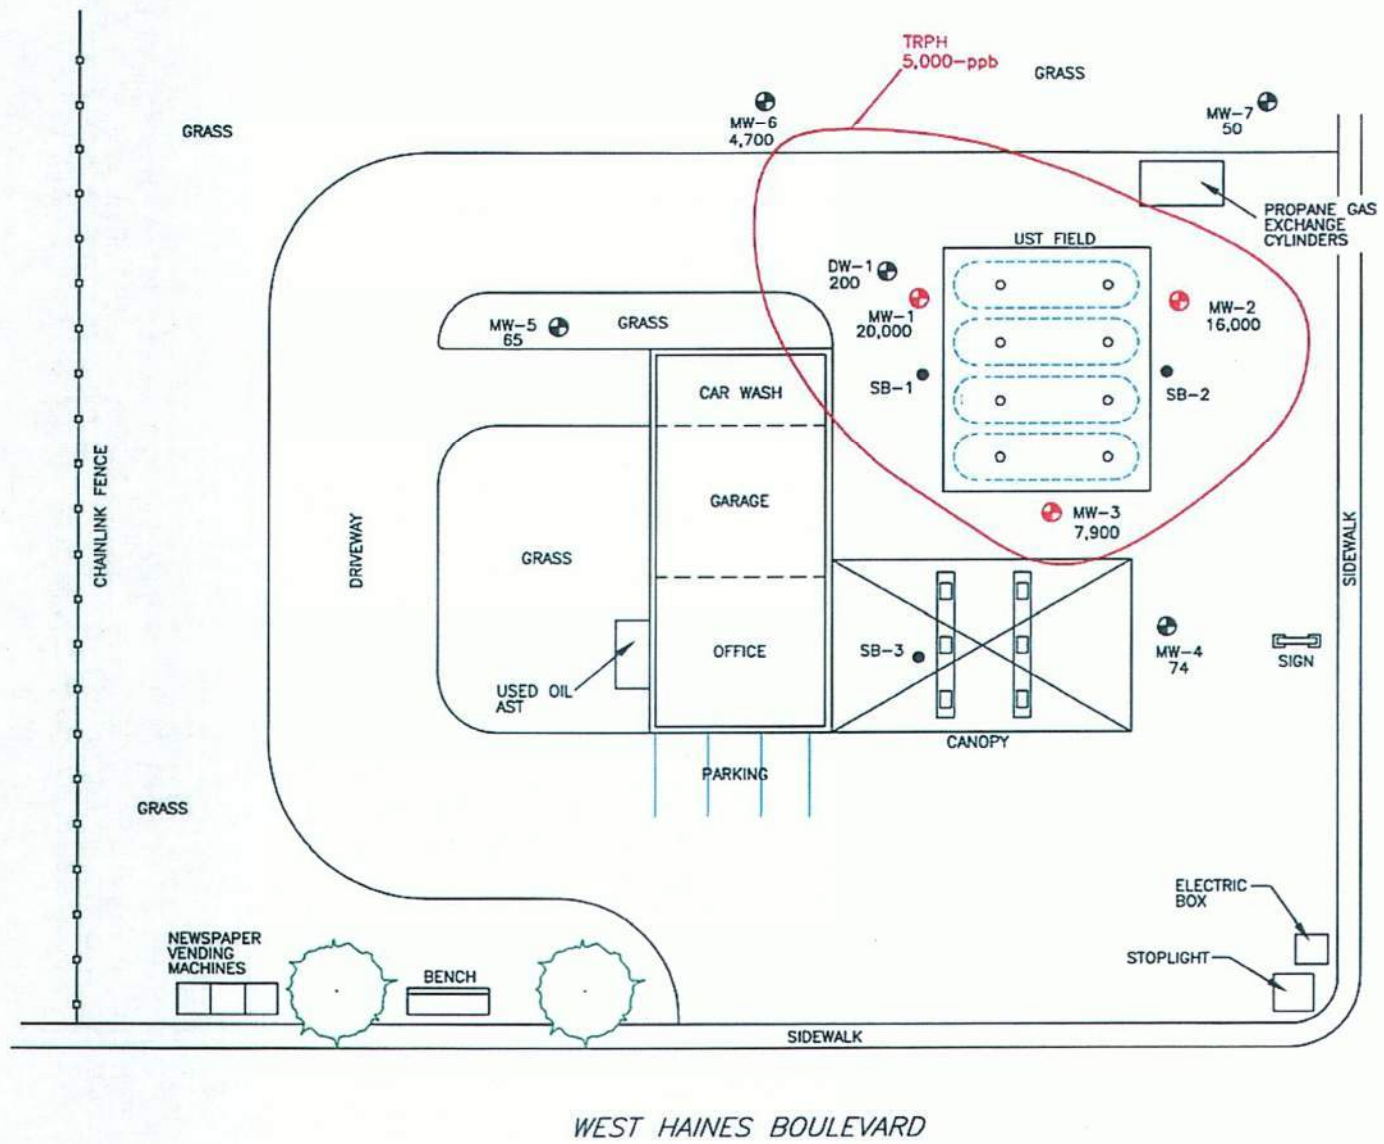 TRPH
5,000-ppb
GRASS
MW-6
4,700
MW-7
50
GRASS
PROPANE GAS
EXCHANGE
CYLINDERS
UST FIELD
DW-1
200
MW-1
20,000
MW-2
16,000
MW-5
65
GRASS
SB-1
SB-2
CAR WASH
CHAINLINK FENCE
DRIVEWAY
GARAGE
MW-3
7,900
GRASS
SIDEWALK
OFFICE
SB-3
MW-4
74
SIGN
USED OIL
AST
CANOPY
PARKING
GRASS
ELECTRIC
BOX
NEWSPAPER
VENDING
MACHINES
BENCH
STOPLIGHT
SIDEWALK
WEST HAINES BOULEVARD